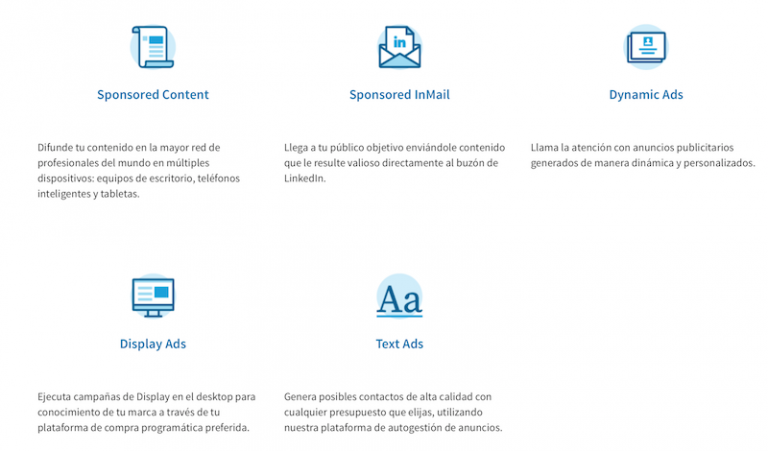 in
Sponsored Content
Sponsored InMail
Dynamic Ads
Difunde tu contenido en la mayor red de
profesionales del mundo en múltiples
dispositivos: equipos de escritorio, teléfonos
inteligentes y tabletas.
Llega a tu público objetivo enviándole contenido
que le resulte valioso directamente al buzón de
LinkedIn.
Llama la atención con anuncios publicitarios
generados de manera dinámica y personalizados.
Aa
Display Ads
Text Ads
Ejecuta campañas de Display en el desktop para
conocimiento de tu marca a través de tu
plataforma de compra programática preferida.
Genera posibles contactos de alta calidad con
cualquier presupuesto que elijas, utilizando
nuestra plataforma de autogestión de anuncios.